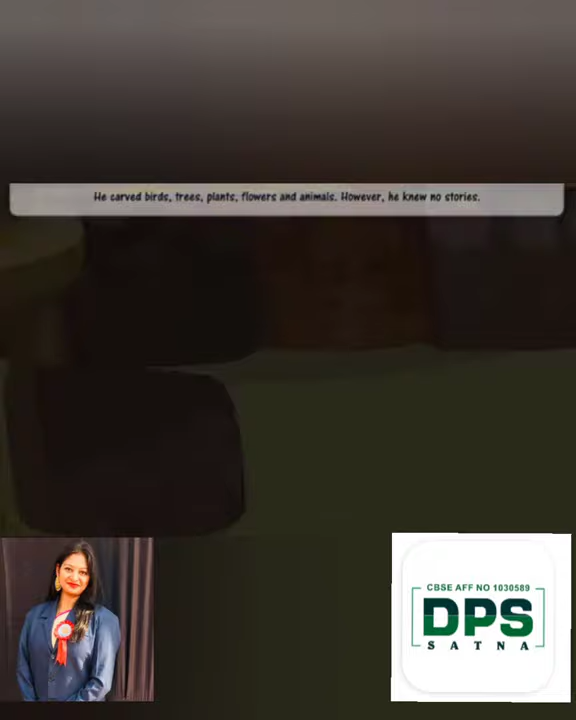 He carved birds, trees, plants, flowers and animals. However, he knew no stories.
CBSE AFF NO 1030589
DPS
SATNA